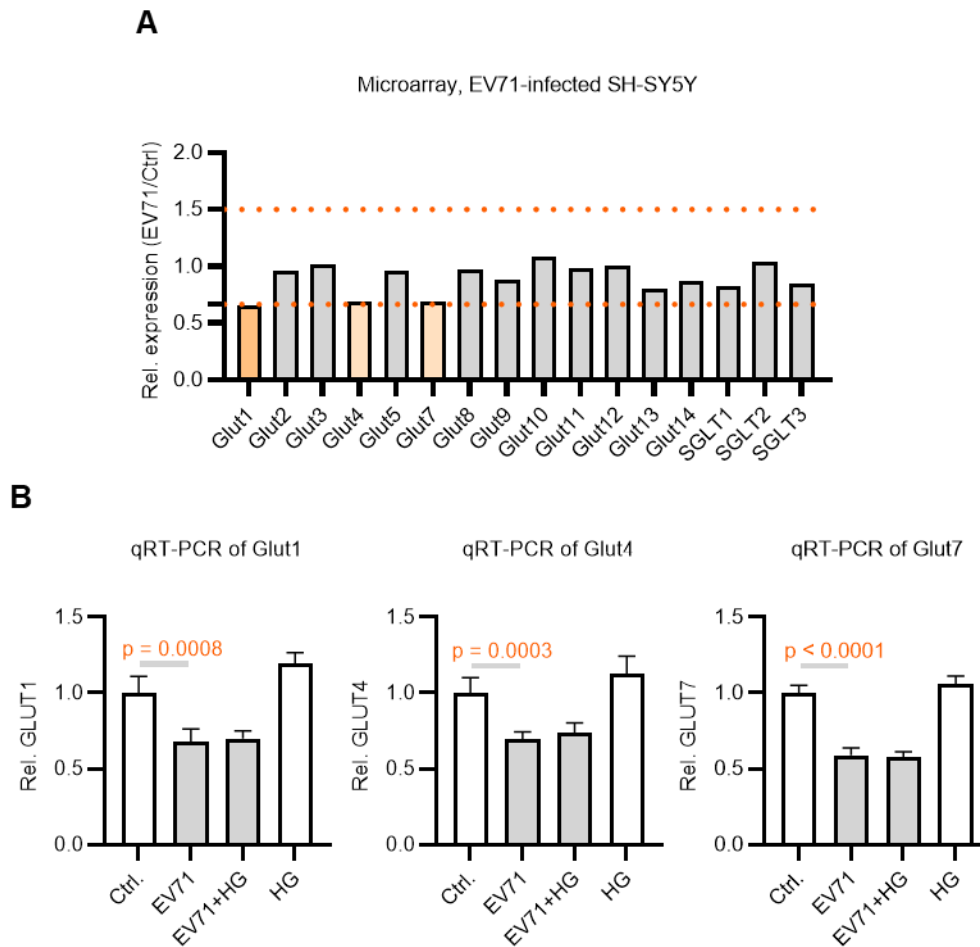 A
Microarray, EV71-infected SH-SY5Y
Rel. expression (EV71/Ctrl)
2.0
1.5
1.0
0.5
0.0
Glut1
Glut2
Glut3
Glut4
Glut5
Glut7
Glut8
Glut9
Glut10
Glut11
Glut12
Glut13
Glut14
SGLT1
SGLT2
SGLT3
B
qRT-PCR of Glut1
Rel. GLUT1
1.5
1.0
0.5
0.0
p = 0.0008
Ctrl.
EV71
EV71+HG
HG
qRT-PCR of Glut4
Rel. GLUT4
1.5
1.0
0.5
0.0
p = 0.0003
Ctrl.
EV71
EV71+HG
HG
qRT-PCR of Glut7
Rel. GLUT7
1.5
1.0
0.5
0.0
p < 0.0001
Ctrl.
EV71
EV71+HG
HG